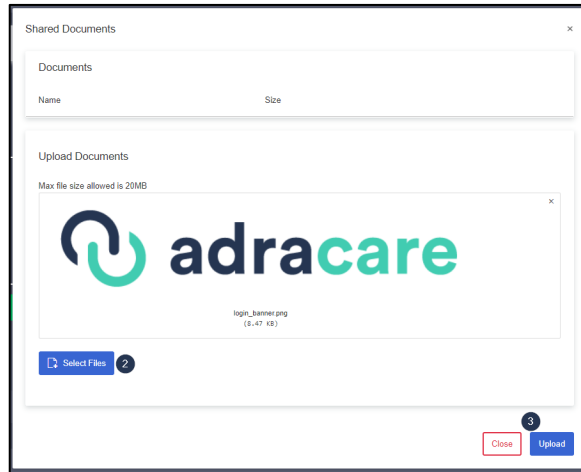 Shared Documents ×
Documents
Name Size
Upload Documents
Max file size allowed is 20MB
×
adracare
login_banner.png
(8.47 KB)
Select Files 2
3
Close Upload